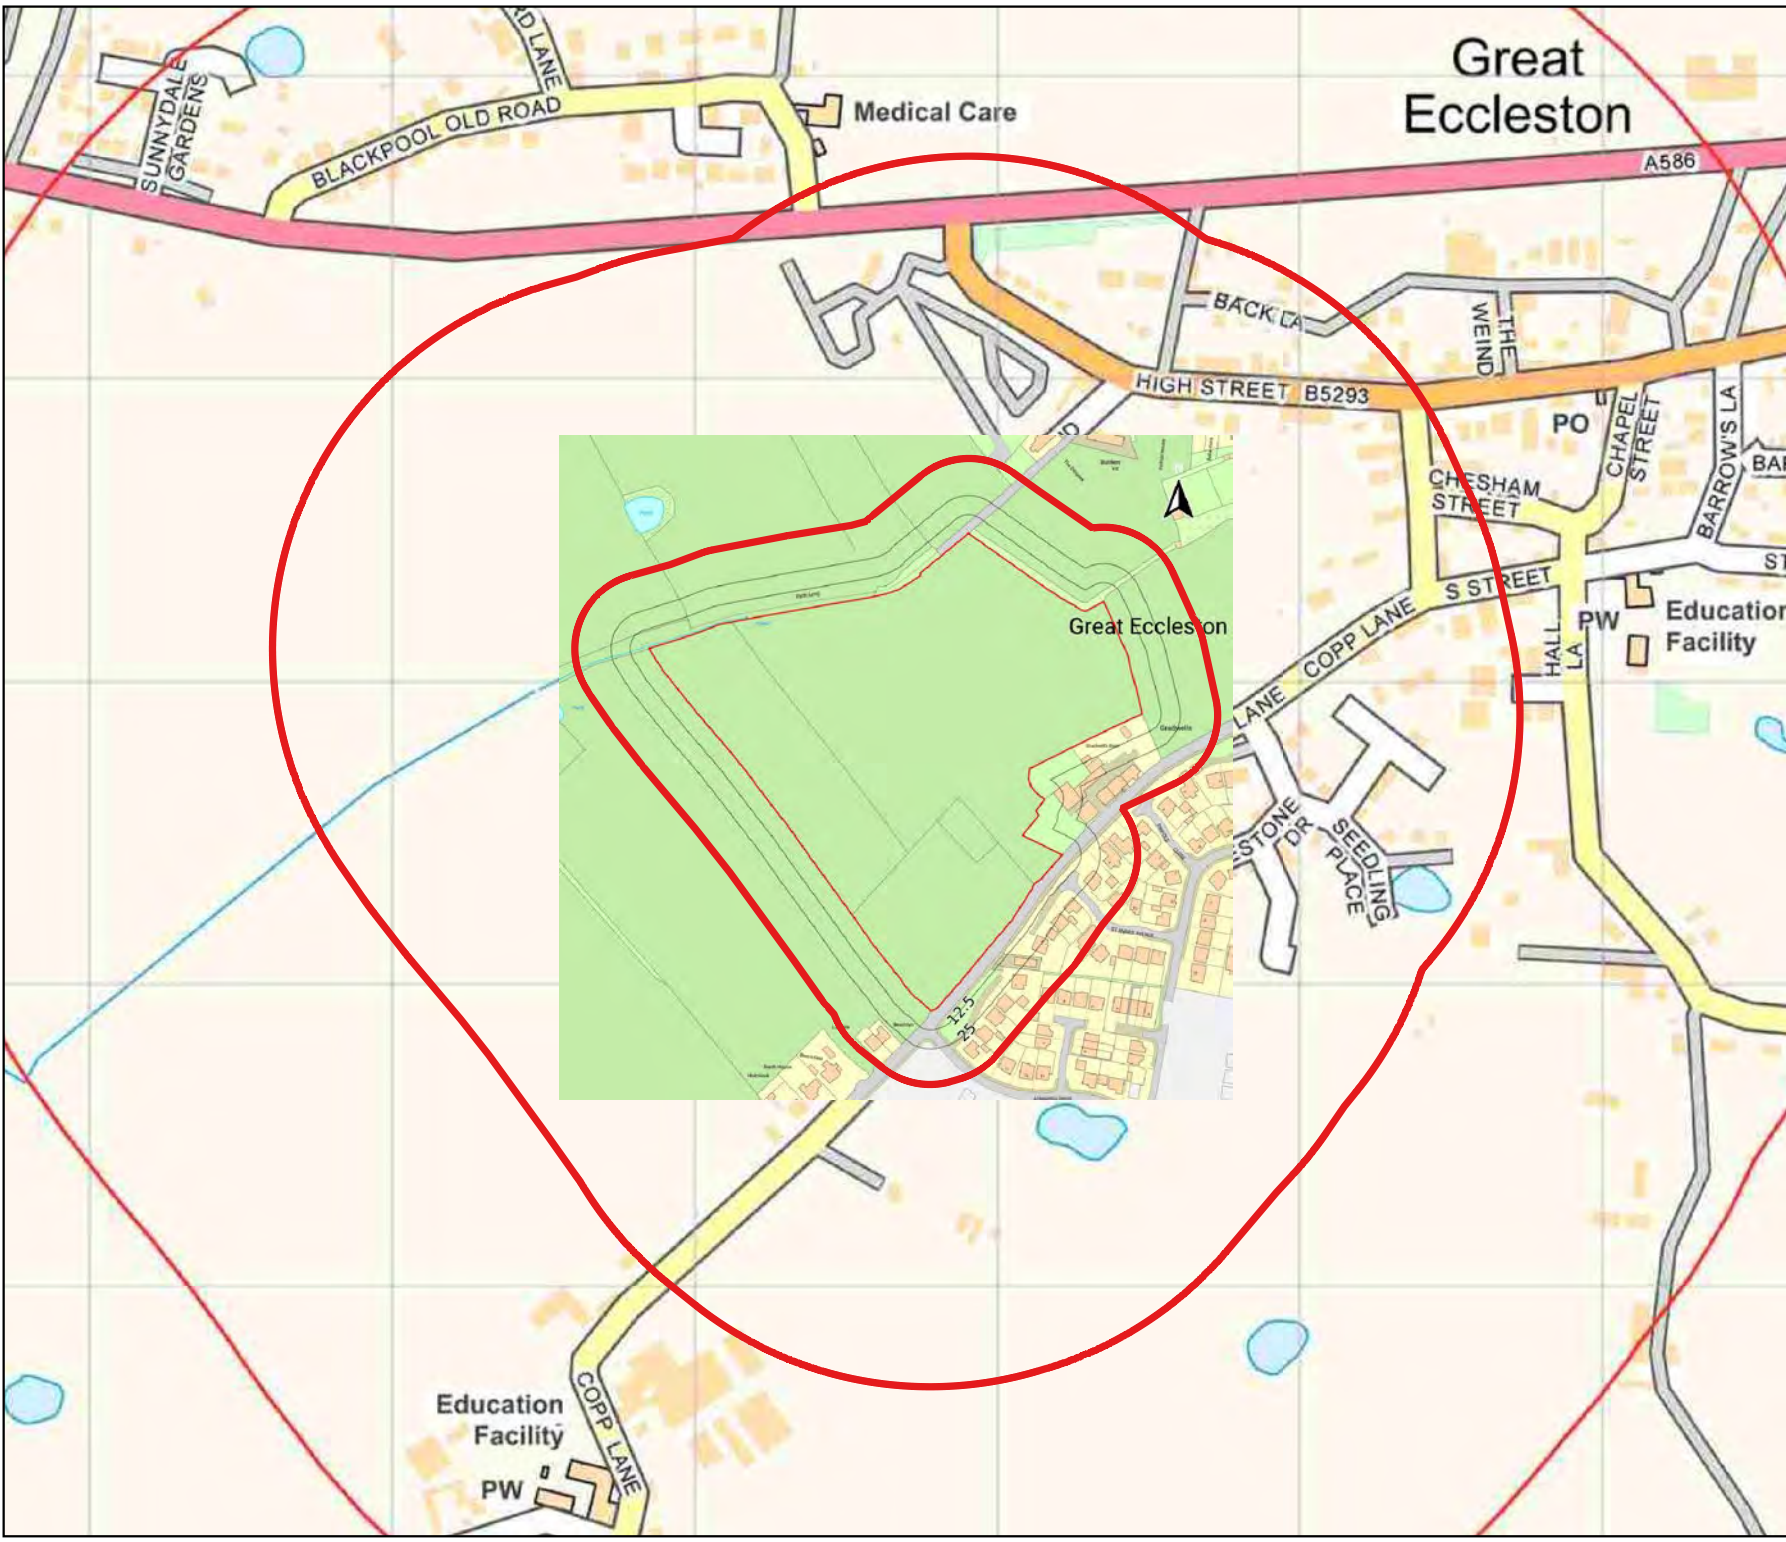 Great
Eccleston
RD LANE
SUNNYDALE
GARDENS
BLACKPOOL OLD ROAD
Medical Care
A586
BACK LA
THE
WEIND
HIGH STREET B5293
PO
CHAPEL
STREET
BARROW'S LA
BAR
CHESHAM
STREET
ST
S STREET
COPP LANE
LANE
PW
HALL
LA
Education
Facility
Great Eccleston
STONE
DR
SEEDLING
PLACE
12.5
25
Education
Facility
PW
COPP LANE